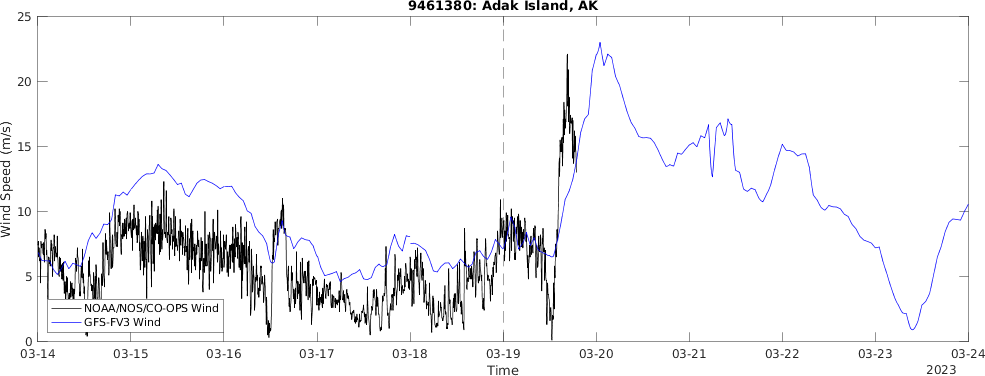 9461380: Adak Island, AK
25
20
15
10
5
0
Wind Speed (m/s)
NOAA/NOS/CO-OPS Wind
GFS-FV3 Wind
03-14 03-15 03-16 03-17 03-18 03-19 03-20 03-21 03-22 03-23 03-24
Time
2023